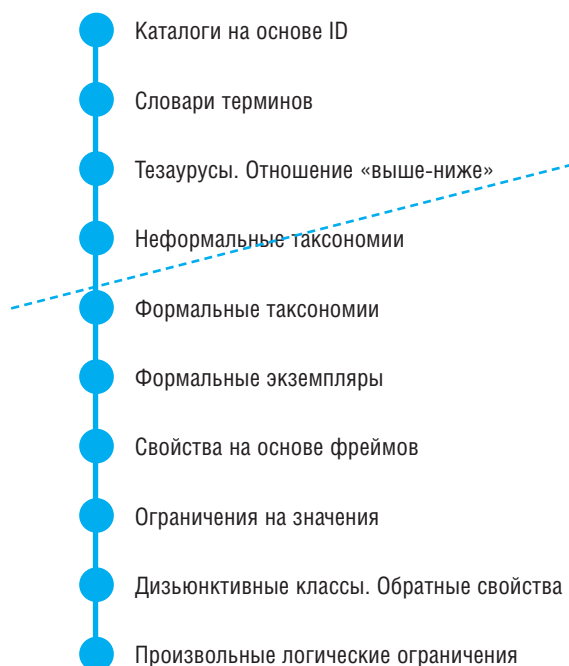 Каталоги на основе ID
Словари терминов
Тезаурусы. Отношение «выше-ниже»
Неформальные таксономии
Формальные таксономии
Формальные экземпляры
Свойства на основе фреймов
Ограничения на значения
Дизьюнктивные классы. Обратные свойства
Произвольные логические ограничения